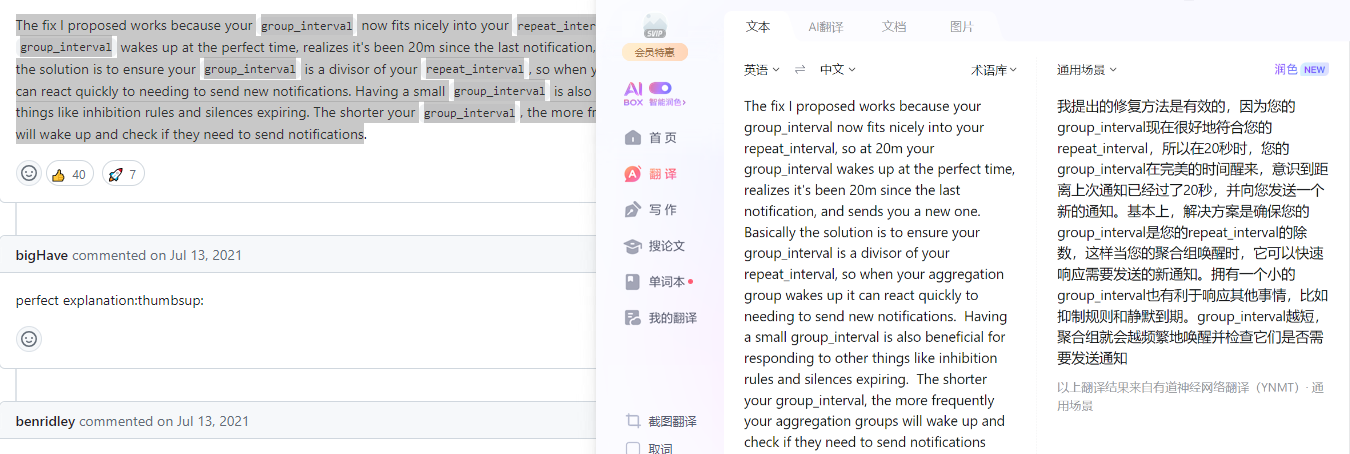 The fix I proposed works because your group_interval now fits nicely into your repeat_inter
group_interval wakes up at the perfect time, realizes it's been 20m since the last notification,
the solution is to ensure your group_interval is a divisor of your repeat_interval, so when y
can react quickly to needing to send new notifications. Having a small group_interval is also
things like inhibition rules and silences expiring. The shorter your group_interval, the more fr
will wake up and check if they need to send notifications.
👍 40 🚀 7
bigHave commented on Jul 13, 2021
perfect explanation:thumbsup:
benridley commented on Jul 13, 2021
SVIP
会员特惠
AI
BOX 智能润色›
首页
翻译
写作
搜论文
单词本
我的翻译
截图翻译
取词
文本 AI翻译 文档 图片
英语 ⇌ 中文 术语库
The fix I proposed works because your
group_interval now fits nicely into your
repeat_interval, so at 20m your
group_interval wakes up at the perfect time,
realizes it's been 20m since the last
notification, and sends you a new one.
Basically the solution is to ensure your
group_interval is a divisor of your
repeat_interval, so when your aggregation
group wakes up it can react quickly to
needing to send new notifications.  Having
a small group_interval is also beneficial for
responding to other things like inhibition
rules and silences expiring.  The shorter
your group_interval, the more frequently
your aggregation groups will wake up and
check if they need to send notifications
通用场景 润色 NEW
我提出的修复方法是有效的，因为您的
group_interval现在很好地符合您的
repeat_interval，所以在20秒时，您的
group_interval在完美的时间醒来，意识到距
离上次通知已经过了20秒，并向您发送一个
新的通知。基本上，解决方案是确保您的
group_interval是您的repeat_interval的除
数，这样当您的聚合组唤醒时，它可以快速
响应需要发送的新通知。拥有一个小的
group_interval也有利于响应其他事情，比如
抑制规则和静默到期。group_interval越短，
聚合组就会越频繁地唤醒并检查它们是否需
要发送通知
以上翻译结果来自有道神经网络翻译（YNMT）· 通
用场景